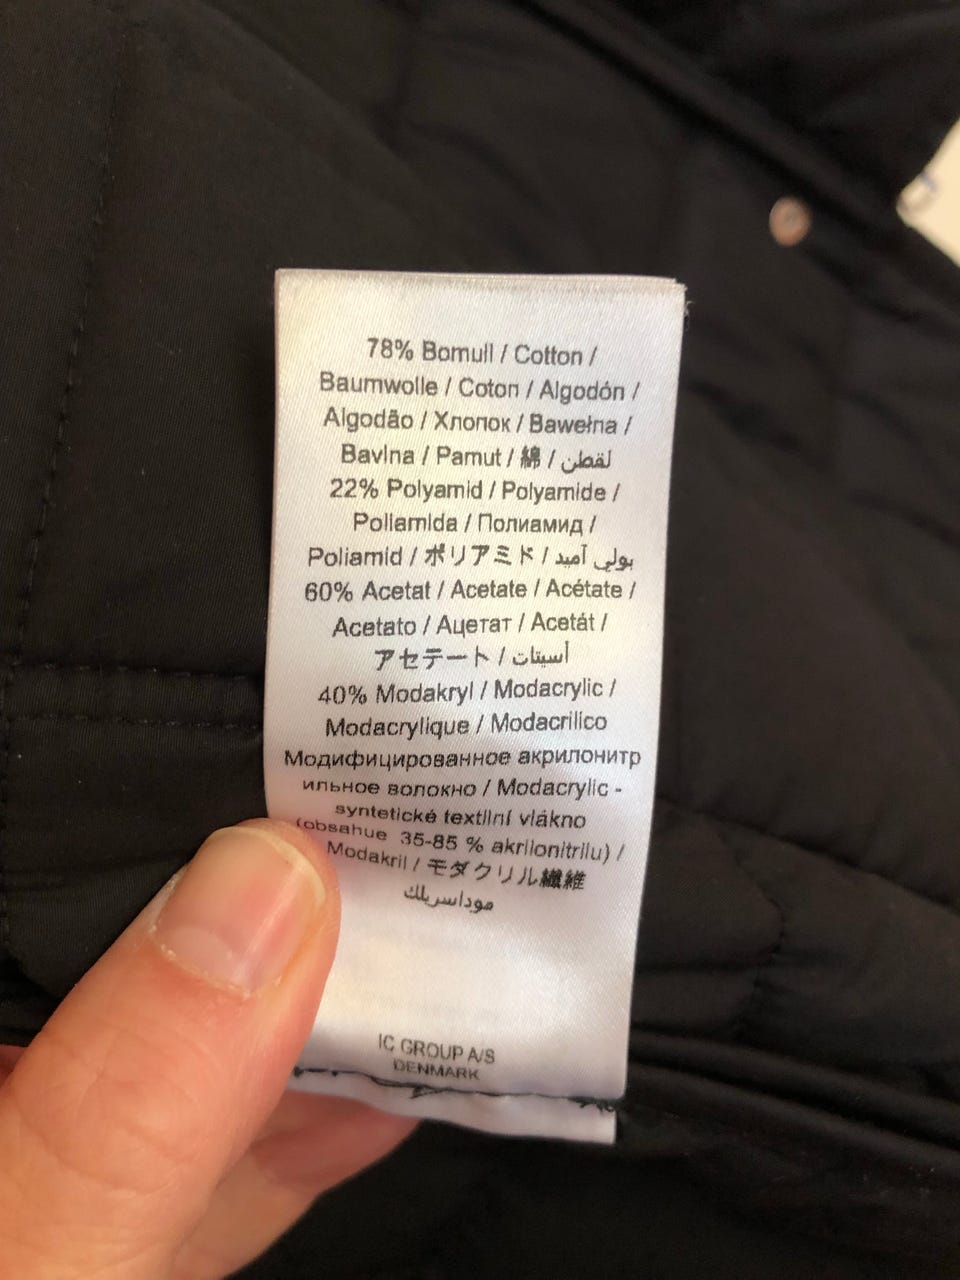 78% Bomull / Cotton /
Baumwolle / Coton / Algodón /
Algodão / Хлопок / Bawełna /
Bavlna / Pamut / 綿 / لقطن
22% Polyamid / Polyamide /
Poliamida / Полиамид /
Poliamid / ポリアミド / بولي آميد
60% Acetat / Acetate / Acétate /
Acetato / Ацетат / Acetát /
アセテート / أسيتات
40% Modakryl / Modacrylic /
Modacrylique / Modacrilico
Модифицированное акрилонитр
ильное волокно / Modacrylic -
syntetické textilní vlákno
(obsahue 35-85 % akrilonitrilu) /
Modakril / モダクリル繊維
موداسريلك
IC GROUP A/S
DENMARK